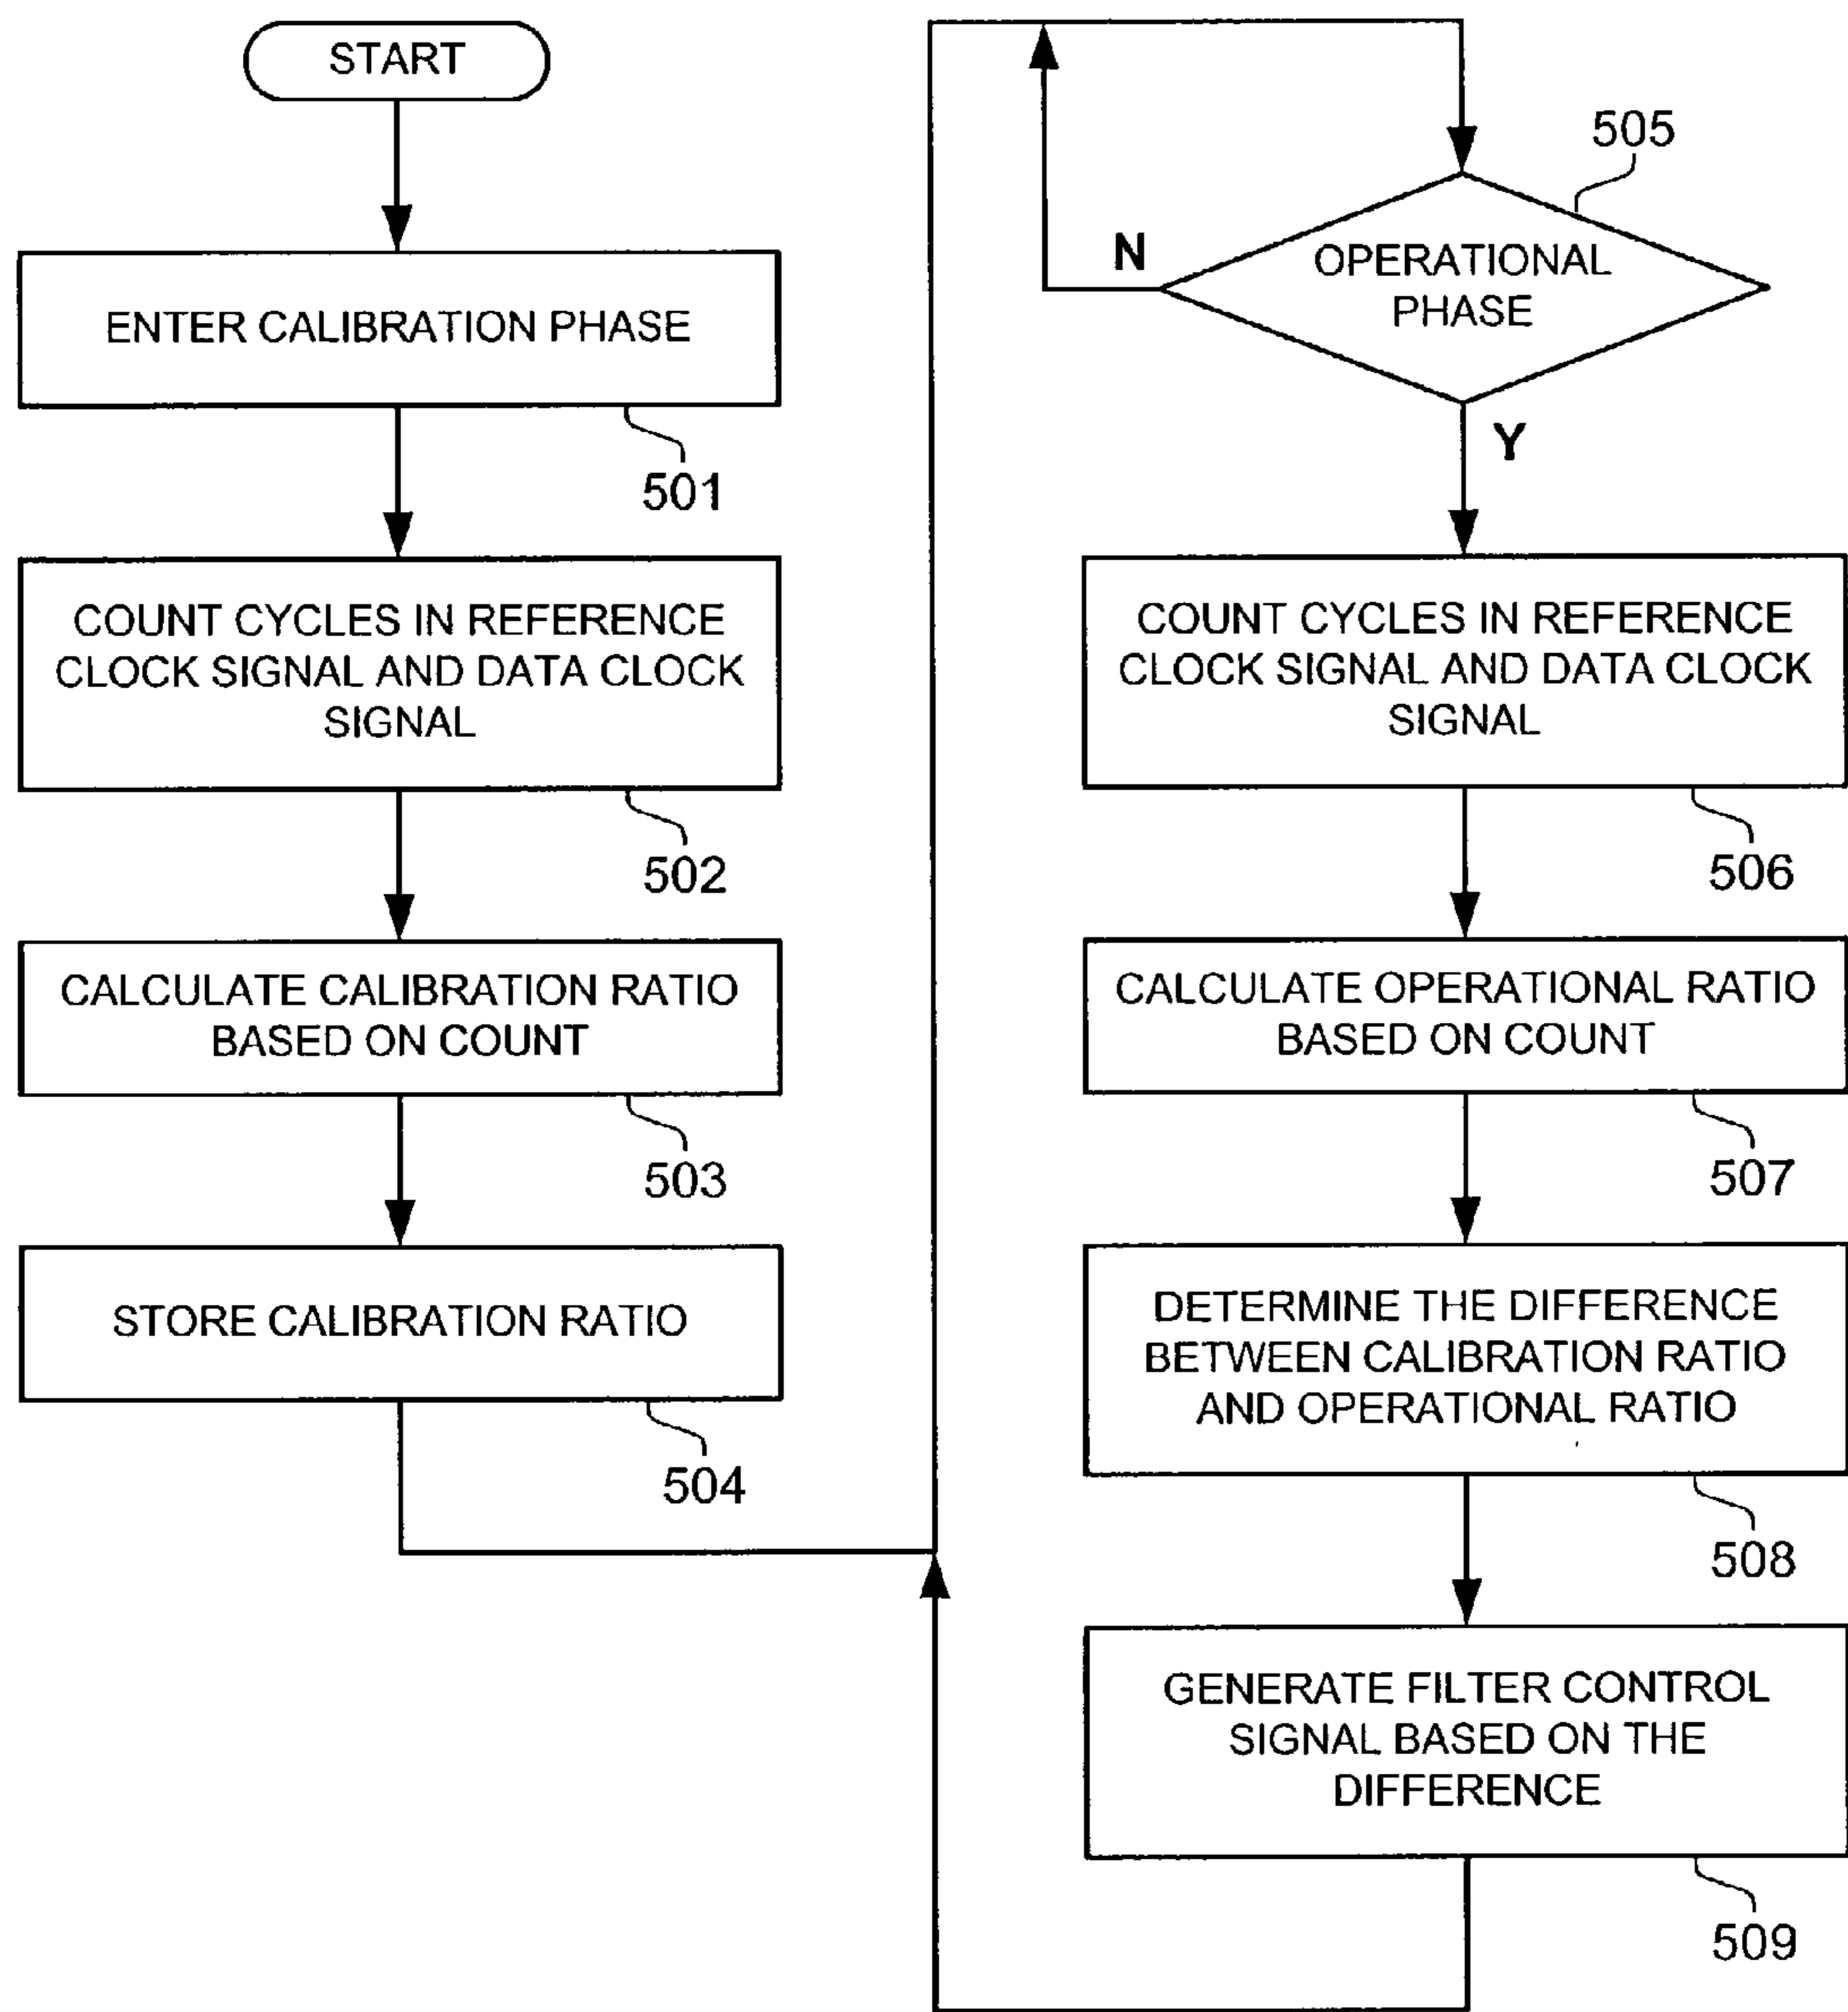 START
ENTER CALIBRATION PHASE
501
COUNT CYCLES IN REFERENCE
CLOCK SIGNAL AND DATA CLOCK
SIGNAL
502
CALCULATE CALIBRATION RATIO
BASED ON COUNT
503
STORE CALIBRATION RATIO
504
505
OPERATIONAL
PHASE
N
Y
COUNT CYCLES IN REFERENCE
CLOCK SIGNAL AND DATA CLOCK
SIGNAL
506
CALCULATE OPERATIONAL RATIO
BASED ON COUNT
507
DETERMINE THE DIFFERENCE
BETWEEN CALIBRATION RATIO
AND OPERATIONAL RATIO
508
GENERATE FILTER CONTROL
SIGNAL BASED ON THE
DIFFERENCE
509